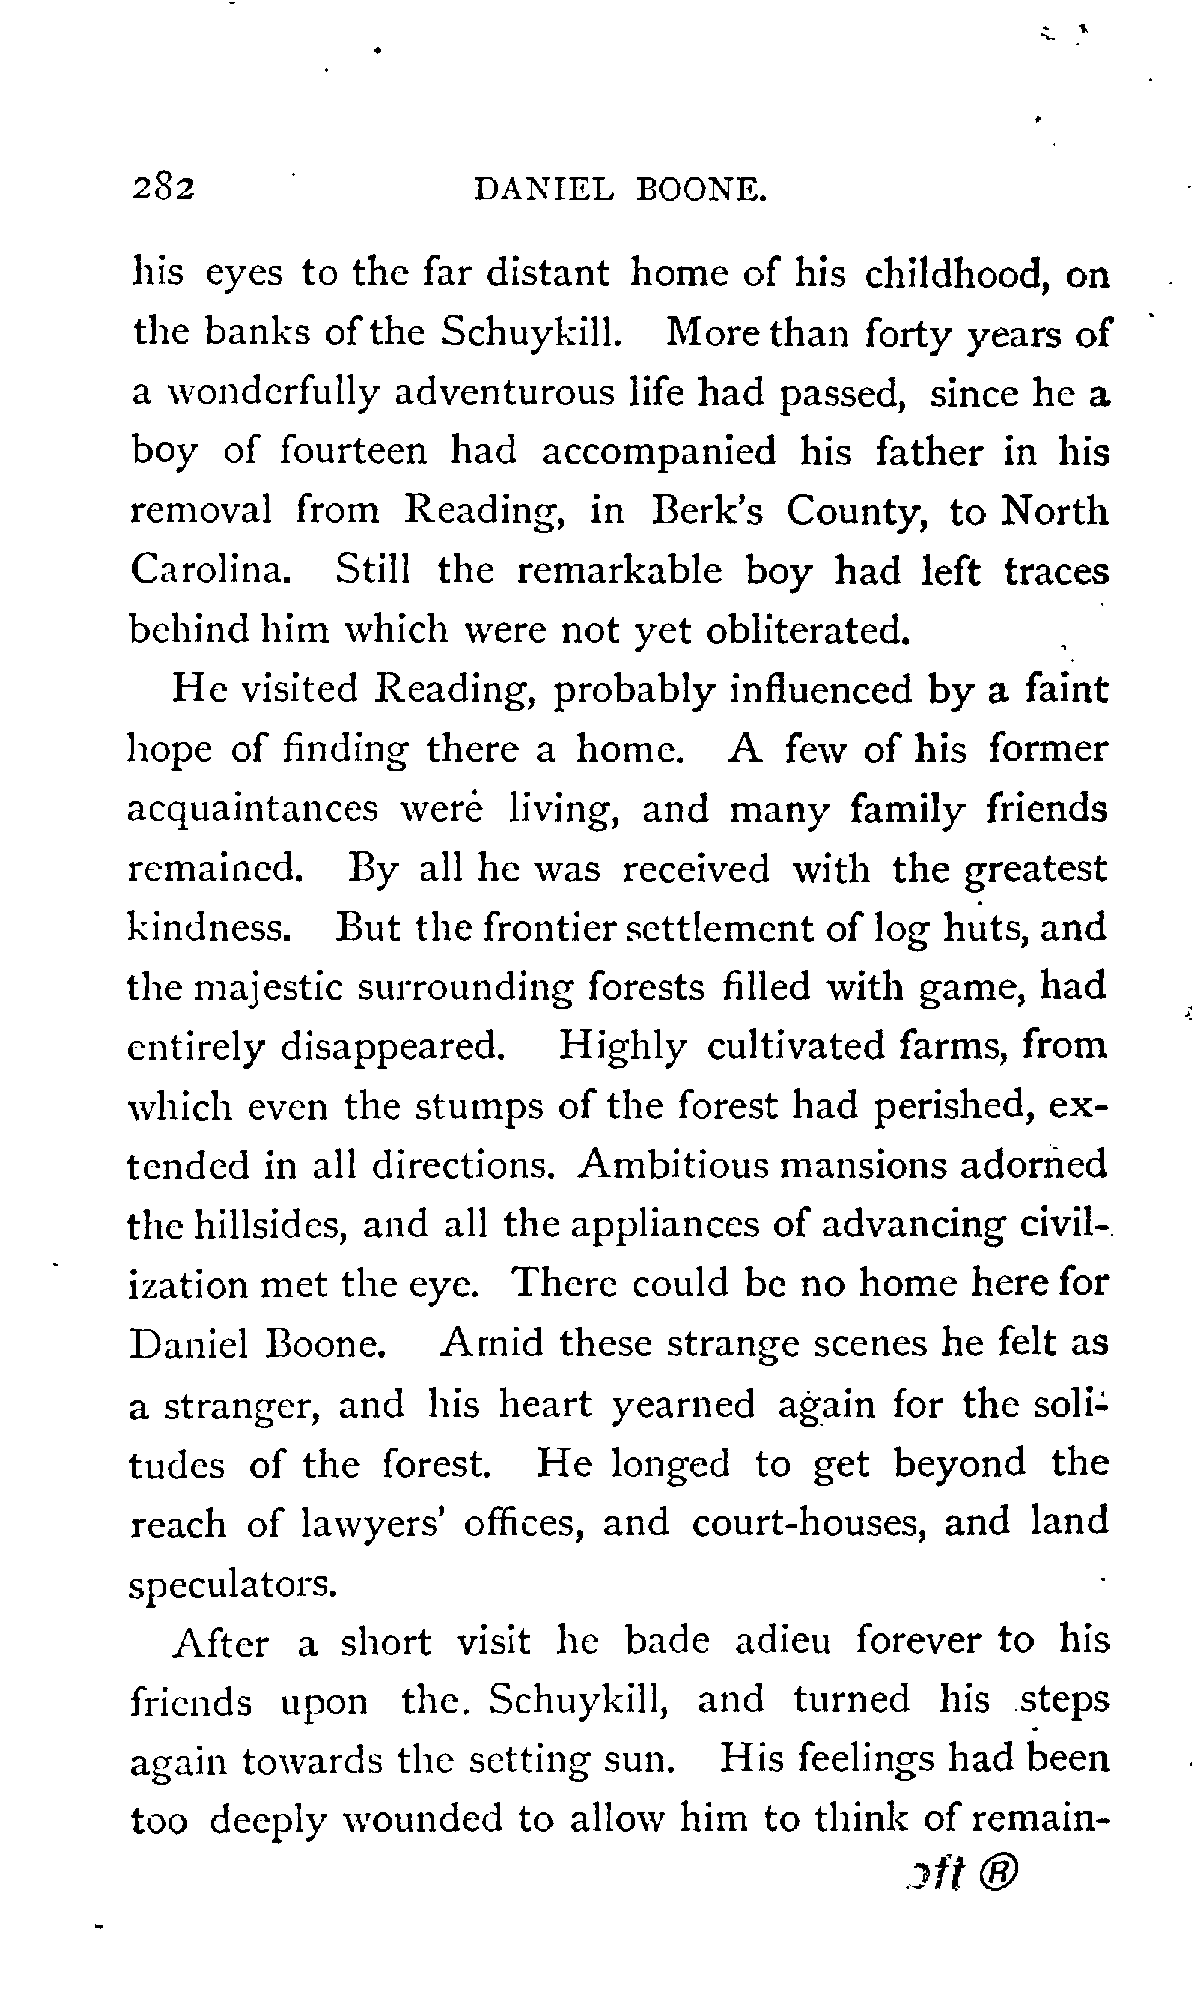 282 DANIEL BOONE.
his eyes to the far distant home of his childhood, on
the banks of the Schuykill. More than forty years of
a wonderfully adventurous life had passed, since he a
boy of fourteen had accompanied his father in his
removal from Reading, in Berk's County, to North
Carolina. Still the remarkable boy had left traces
behind him which were not yet obliterated.
He visited Reading, probably influenced by a faint
hope of finding there a home. A few of his former
acquaintances were living, and many family friends
remained. By all he was received with the greatest
kindness. But the frontier settlement of log huts, and
the majestic surrounding forests filled with game, had
entirely disappeared. Highly cultivated farms, from
which even the stumps of the forest had perished, ex-
tended in all directions. Ambitious mansions adorned
the hillsides, and all the appliances of advancing civil-
ization met the eye. There could be no home here for
Daniel Boone. Amid these strange scenes he felt as
a stranger, and his heart yearned again for the soli-
tudes of the forest. He longed to get beyond the
reach of lawyers' offices, and court-houses, and land
speculators.
After a short visit he bade adieu forever to his
friends upon the. Schuykill, and turned his steps
again towards the setting sun. His feelings had been
too deeply wounded to allow him to think of remain-
oft ®